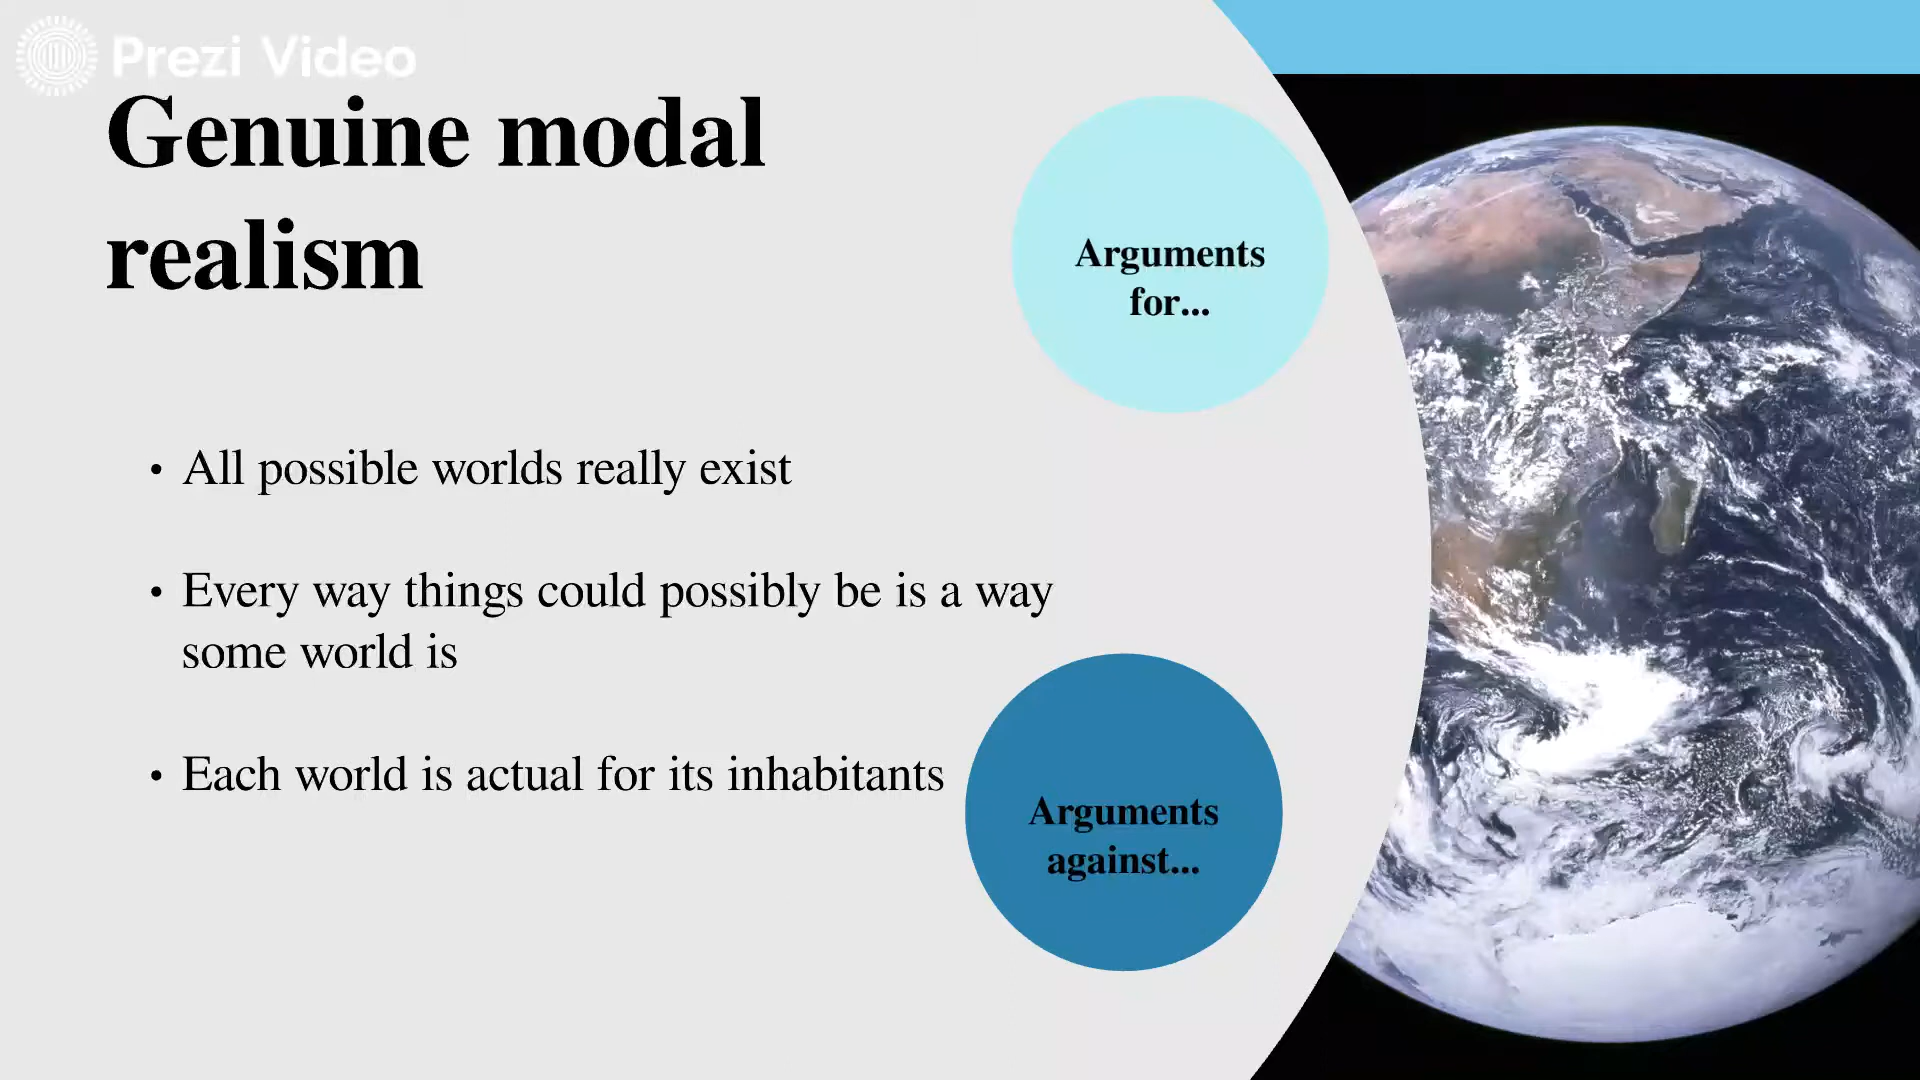 Prezi Video
Genuine modal
realism
Arguments
for...
• All possible worlds really exist
• Every way things could possibly be is a way
some world is
• Each world is actual for its inhabitants
Arguments
against...